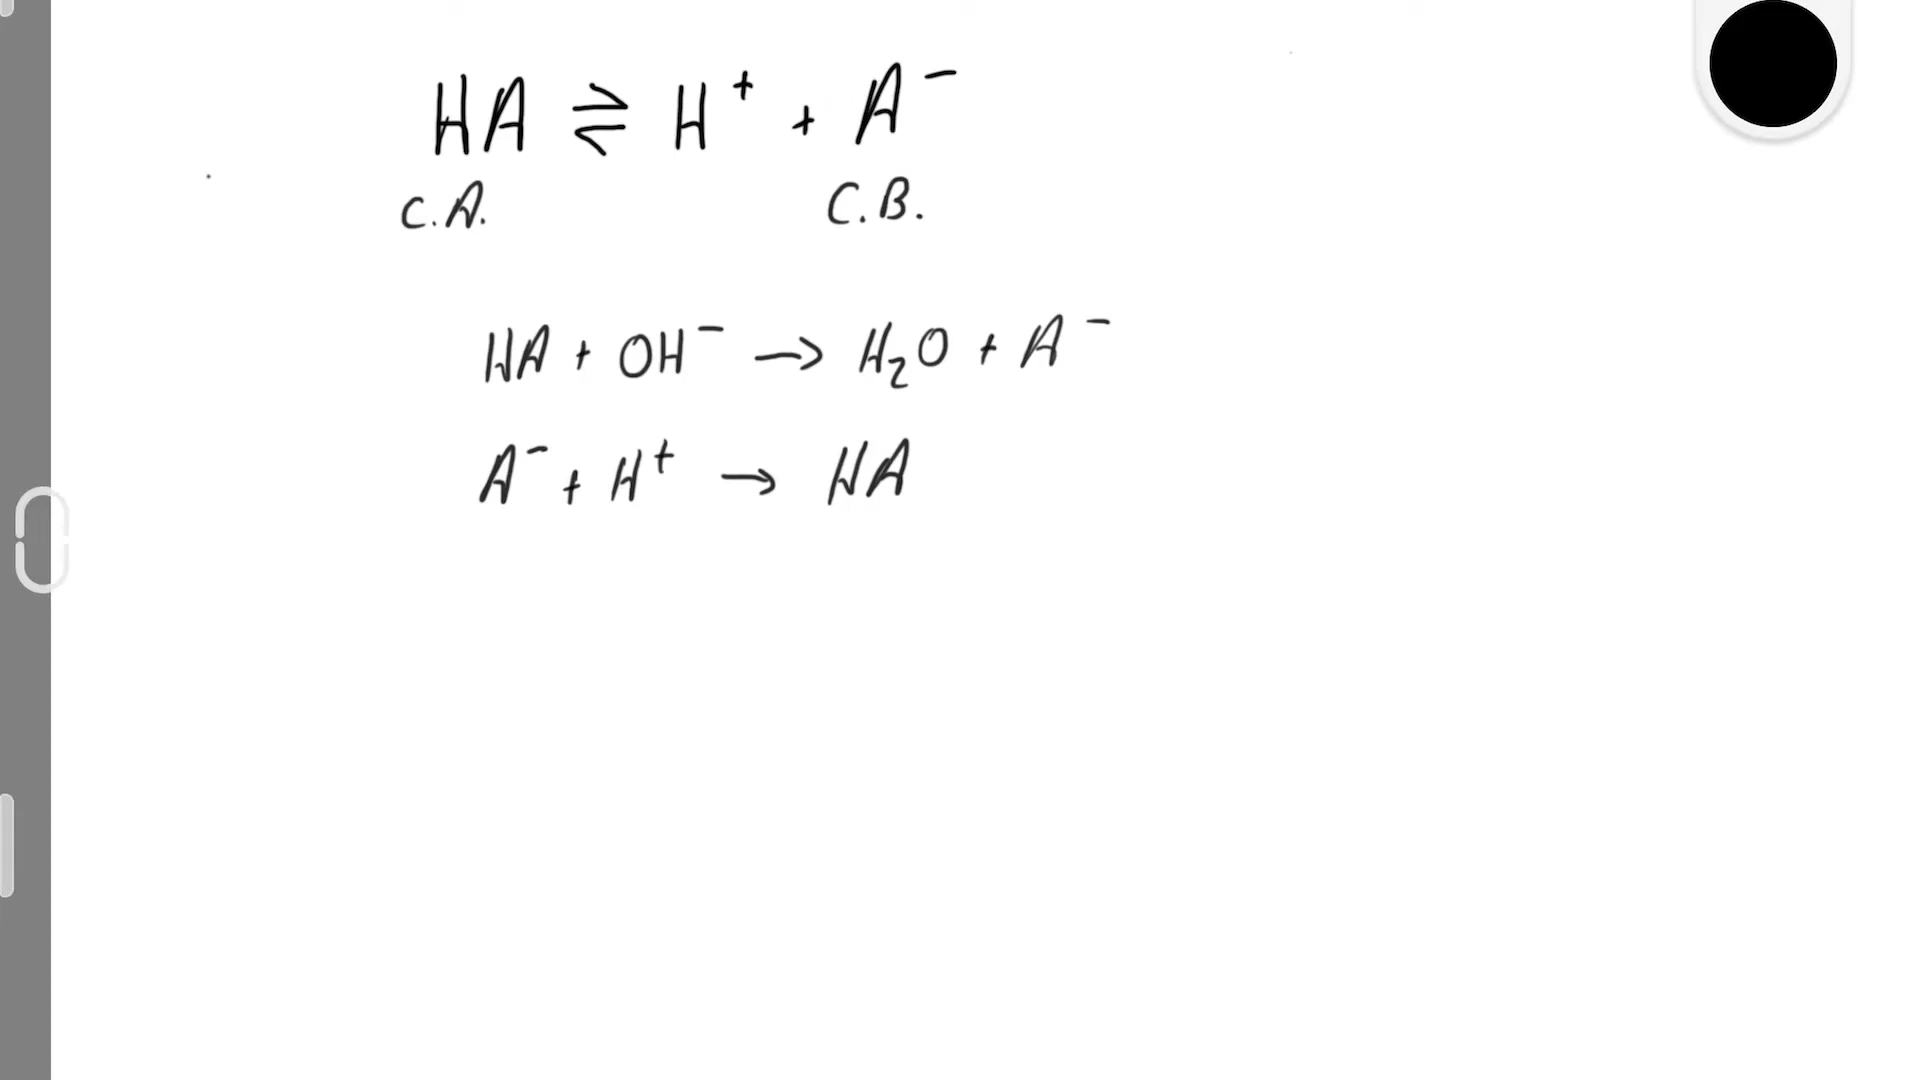 HA ⇌ H⁺ + A⁻
C.A. C.B.
HA + OH⁻ → H₂O + A⁻
A⁻ + H⁺ → HA